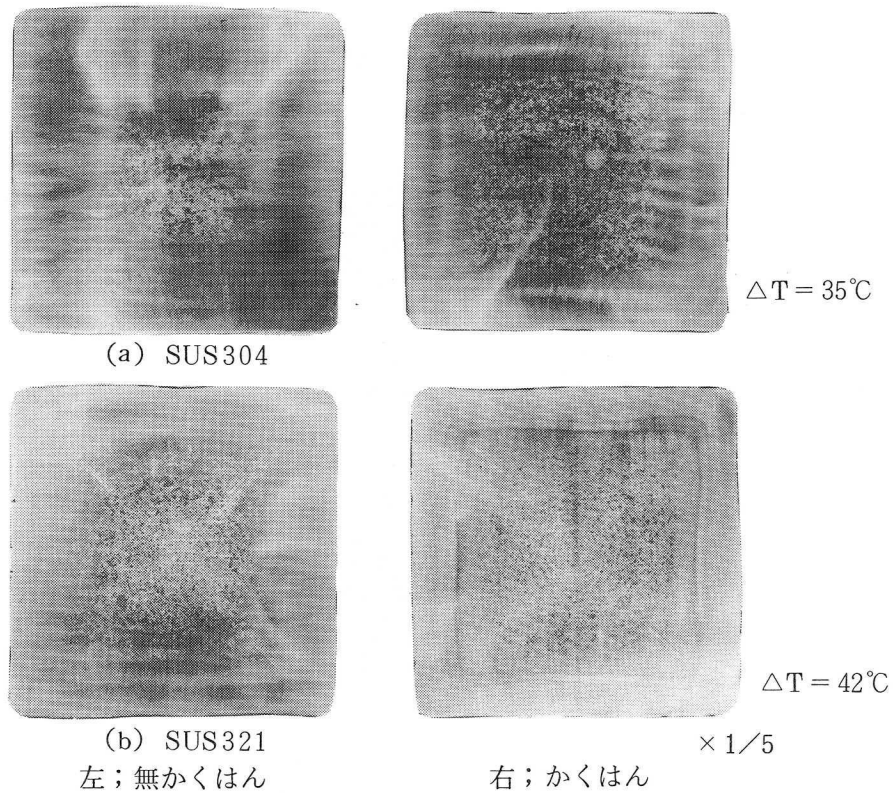 △T = 35℃
(a) SUS304
△T = 42℃
(b) SUS321
× 1/5
左；無かくはん
右；かくはん